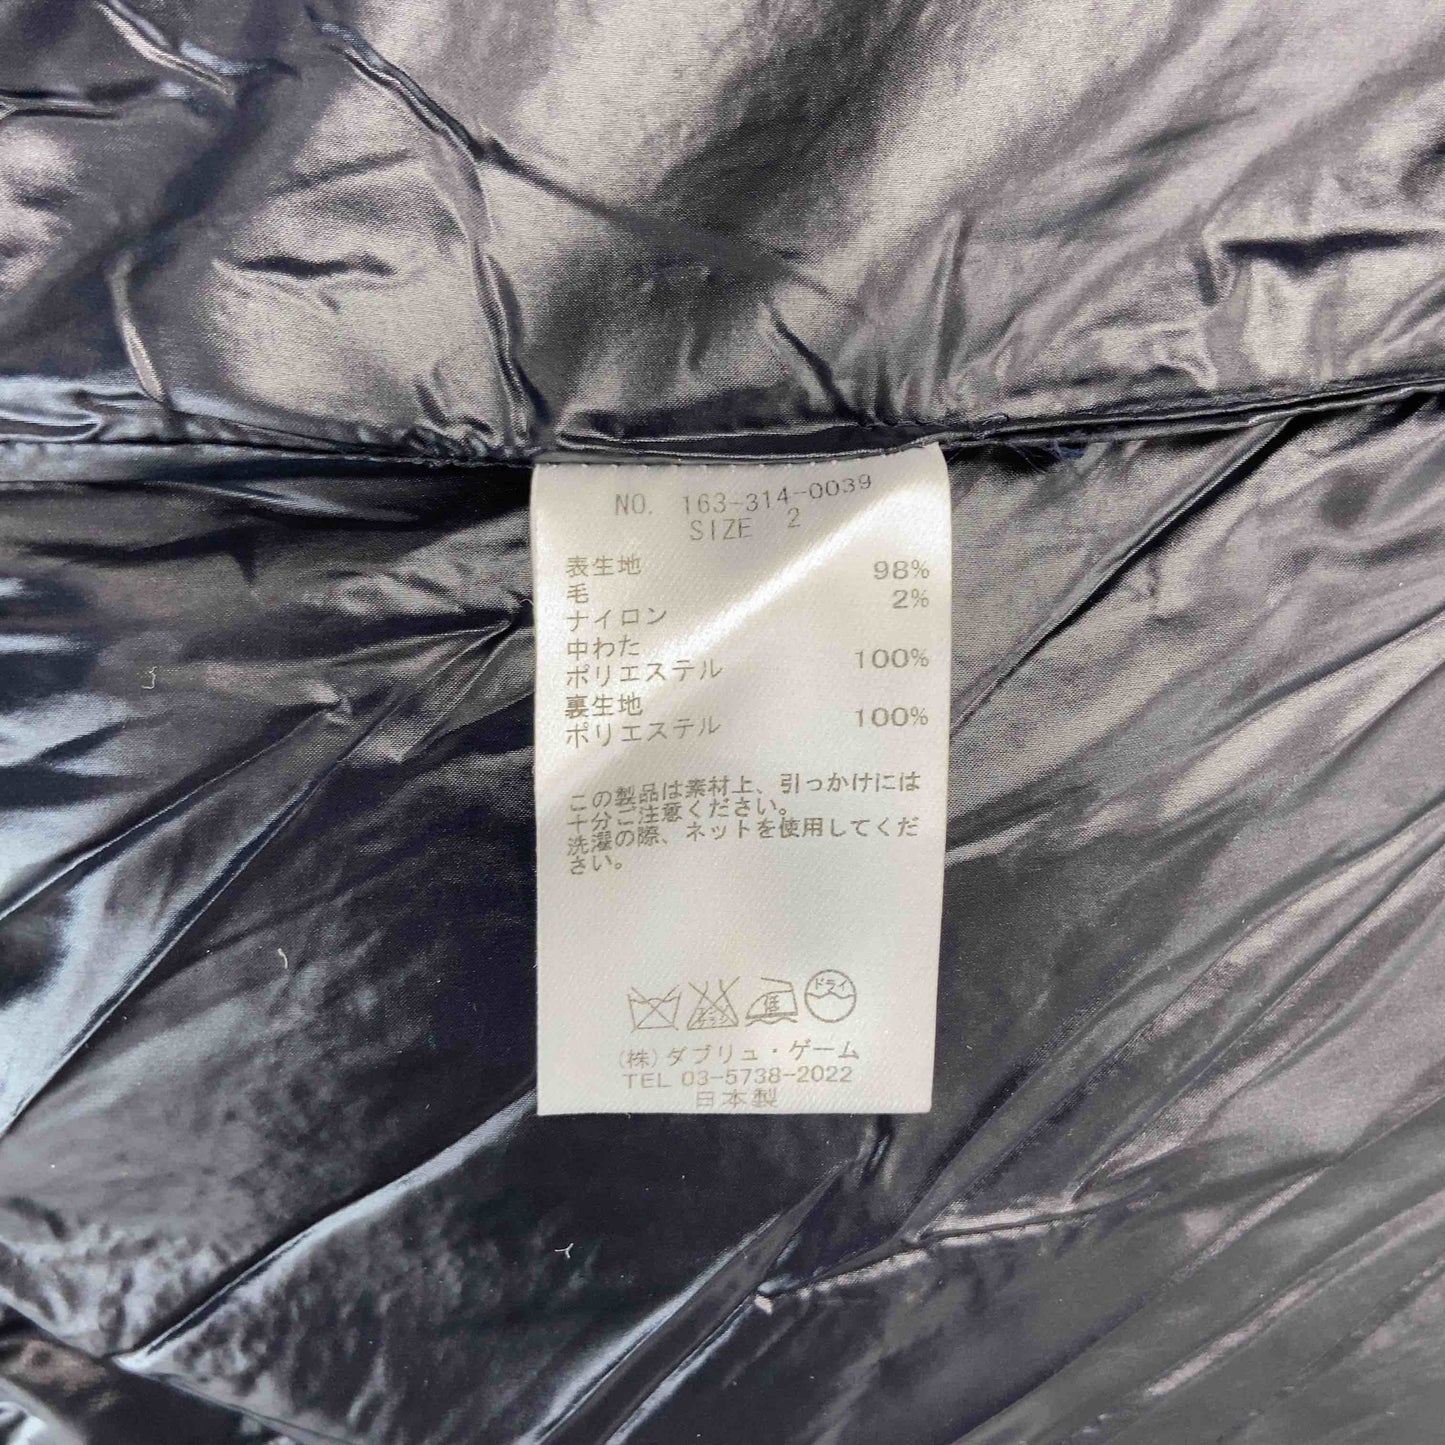 NO. 163-314-0039
SIZE 2
表生地 98%
毛 2%
ナイロン
中わた
ポリエステル 100%
裏生地
ポリエステル 100%
この製品は素材上、引っかけには
十分ご注意ください。
洗濯の際、ネットを使用してくだ
さい。
低 ドライ
(株)ダブリュ・ゲーム
TEL 03-5738-2022
日本製